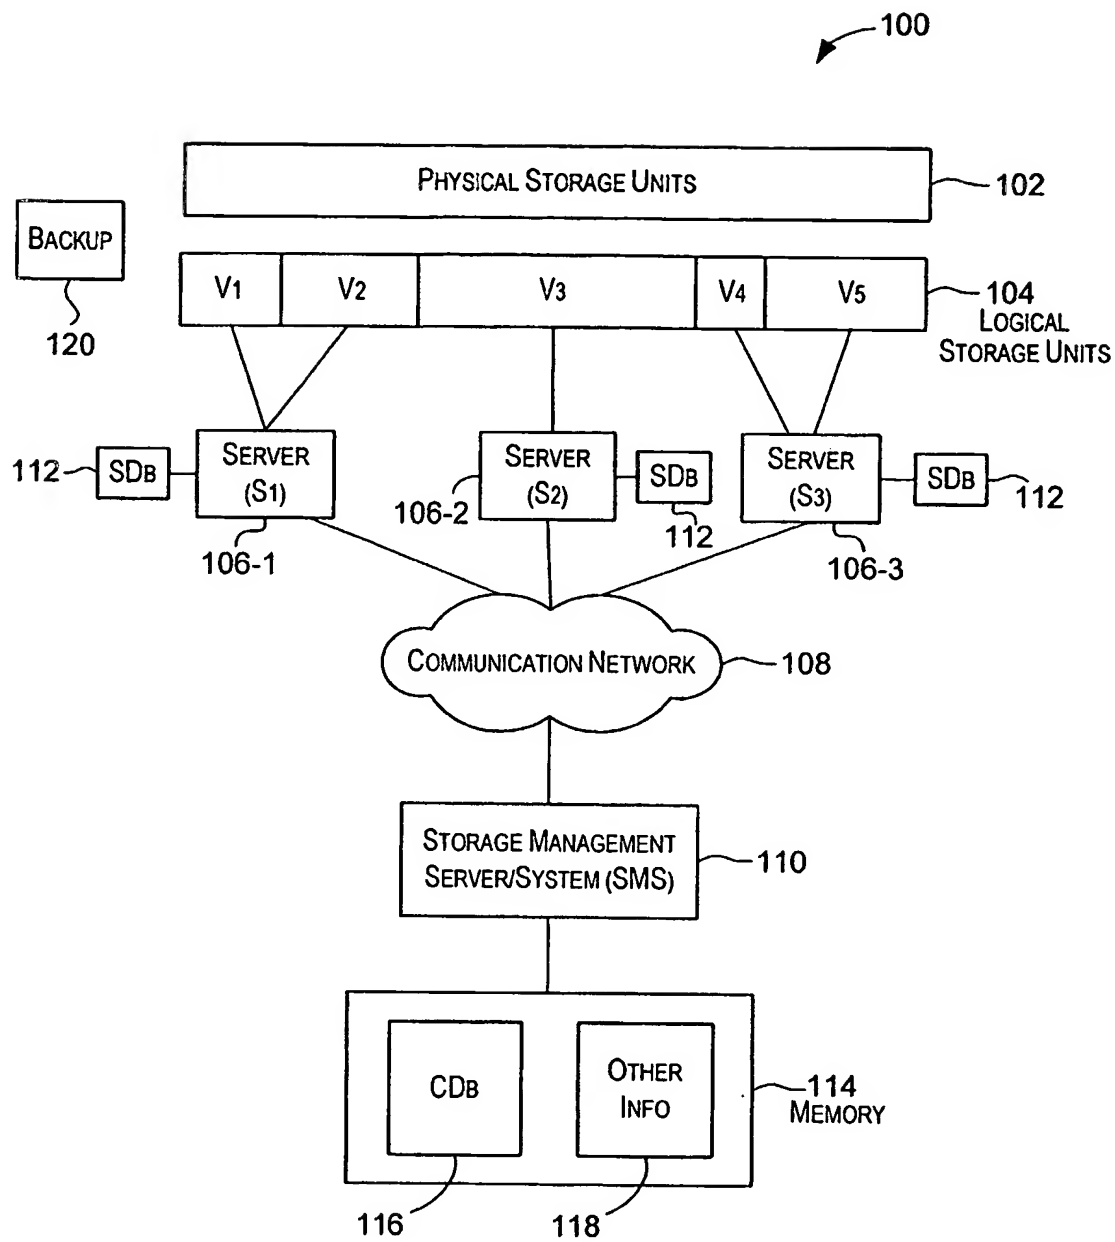 100
PHYSICAL STORAGE UNITS
102
BACKUP
120
V1
V2
V3
V4
V5
104
LOGICAL
STORAGE UNITS
112
SDB
SERVER
(S1)
106-1
SERVER
(S2)
106-2
SDB
112
SERVER
(S3)
106-3
SDB
112
COMMUNICATION NETWORK
108
STORAGE MANAGEMENT
SERVER/SYSTEM (SMS)
110
CDB
116
OTHER
INFO
118
114
MEMORY